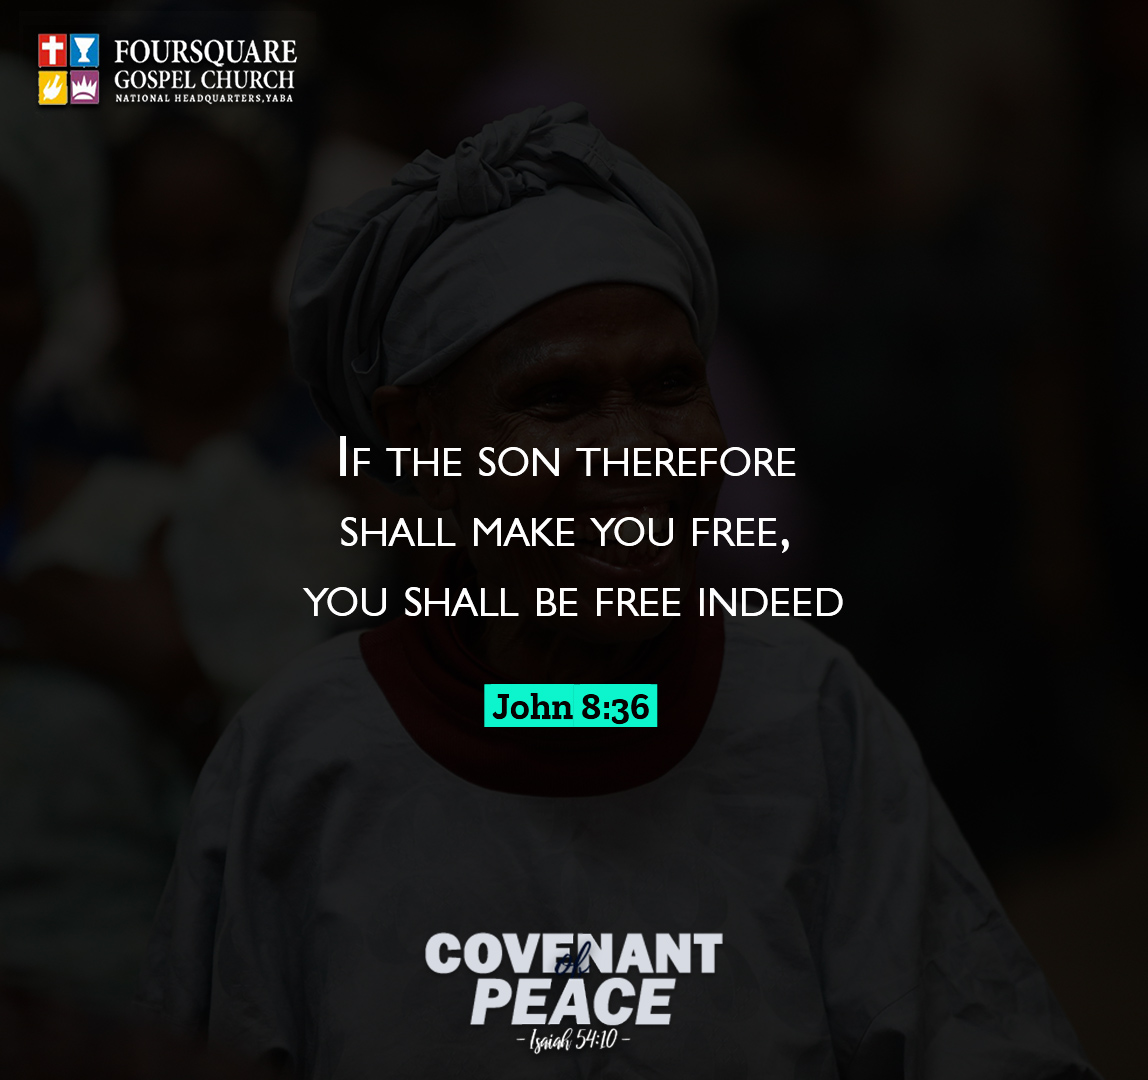 FOURSQUARE
GOSPEL CHURCH
NATIONAL HEADQUARTERS, YABA
IF THE SON THEREFORE
SHALL MAKE YOU FREE,
YOU SHALL BE FREE INDEED
John 8:36
COVENANT
of
PEACE
- Isaiah 54:10 -